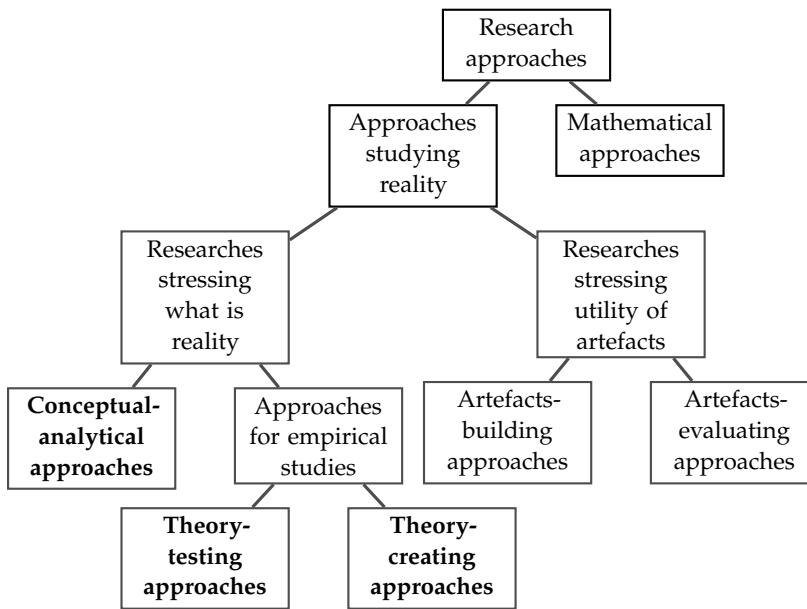 Research
approaches
Approaches
studying
reality
Mathematical
approaches
Researches
stressing
what is
reality
Researches
stressing
utility of
artefacts
Conceptual-
analytical
approaches
Approaches
for empirical
studies
Artefacts-
building
approaches
Artefacts-
evaluating
approaches
Theory-
testing
approaches
Theory-
creating
approaches